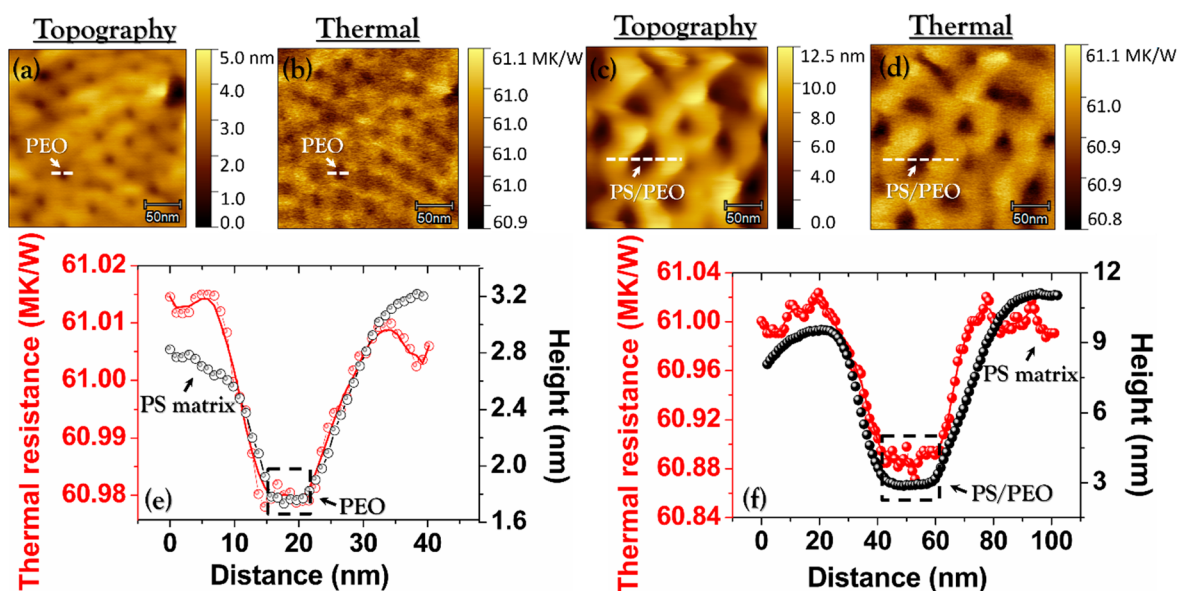 Topography
Thermal
Topography
Thermal
(a)
PEO
50nm
5.0 nm
4.0
3.0
2.0
1.0
0.0
(b)
PEO
50nm
61.1 MK/W
61.0
61.0
61.0
61.0
60.9
(c)
PS/PEO
50nm
12.5 nm
10.0
8.0
6.0
4.0
0.0
(d)
PS/PEO
50nm
61.1 MK/W
61.0
61.0
60.9
60.9
60.8
Thermal resistance (MK/W)
61.02
61.01
61.00
60.99
60.98
PS matrix
PEO
(e)
3.2
2.8
2.4
2.0
1.6
Height (nm)
0 10 20 30 40
Distance (nm)
Thermal resistance (MK/W)
61.04
61.00
60.96
60.92
60.88
60.84
PS matrix
PS/PEO
(f)
12
9
6
3
Height (nm)
0 20 40 60 80 100
Distance (nm)